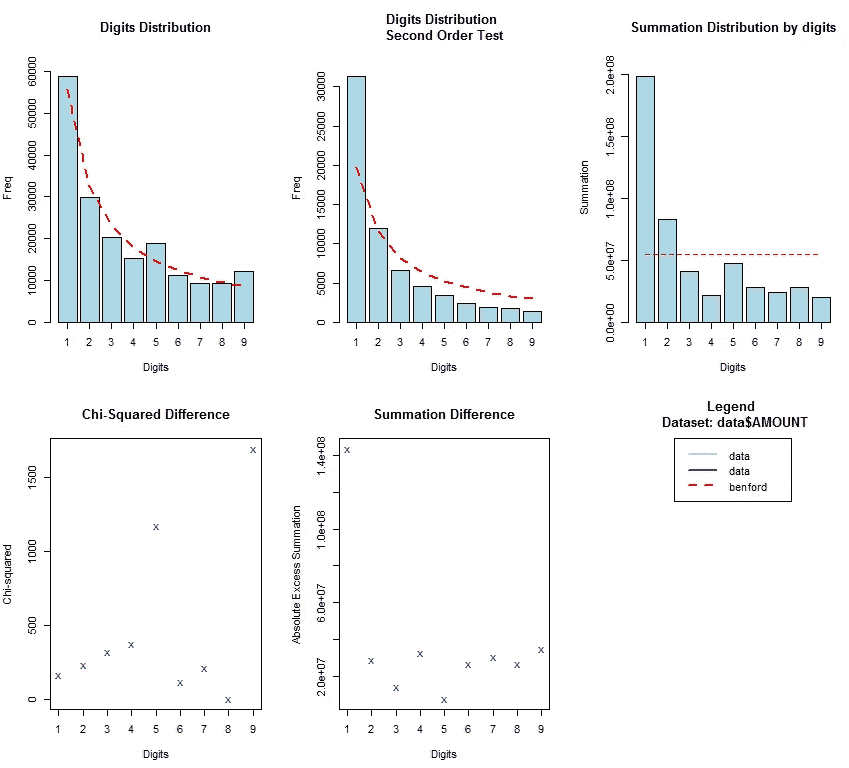 Digits Distribution
Freq
60000
50000
40000
30000
20000
10000
0
1 2 3 4 5 6 7 8 9
Digits
Digits Distribution
Second Order Test
Freq
30000
25000
20000
15000
10000
5000
0
1 2 3 4 5 6 7 8 9
Digits
Summation Distribution by digits
Summation
2.0e+08
1.5e+08
1.0e+08
5.0e+07
0.0e+00
1 2 3 4 5 6 7 8 9
Digits
Chi-Squared Difference
Chi-squared
1500
1000
500
0
1 2 3 4 5 6 7 8 9
Digits
Summation Difference
Absolute Excess Summation
1.4e+08
1.0e+08
6.0e+07
2.0e+07
1 2 3 4 5 6 7 8 9
Digits
Legend
Dataset: data$AMOUNT
data
data
benford